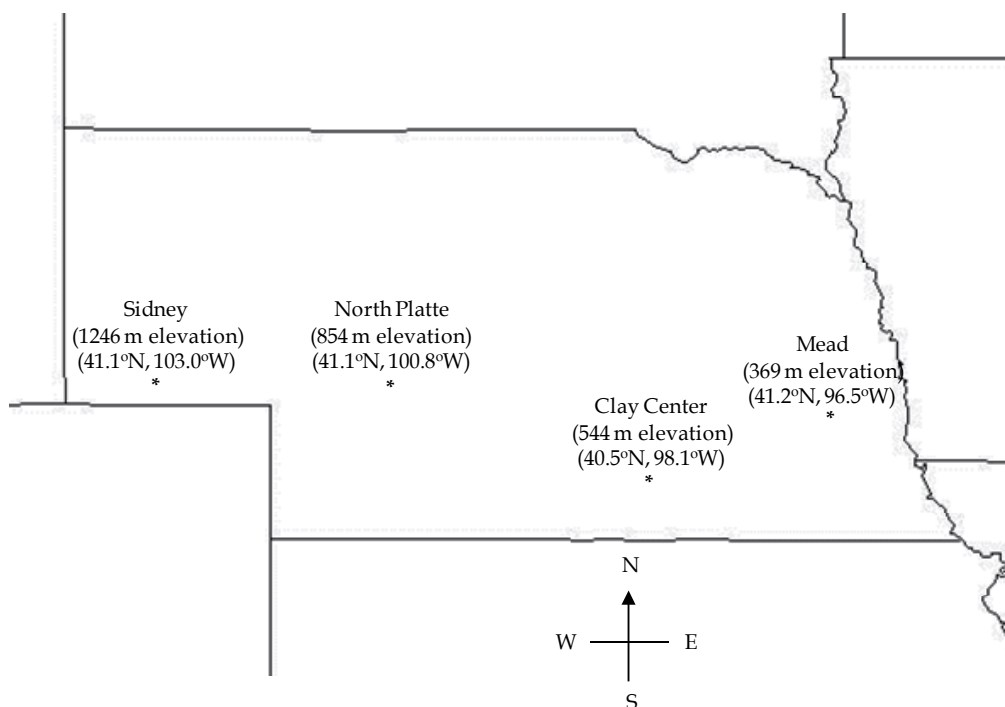 Sidney
(1246 m elevation)
(41.1ºN, 103.0ºW)
*
North Platte
(854 m elevation)
(41.1ºN, 100.8ºW)
*
Mead
(369 m elevation)
(41.2ºN, 96.5ºW)
*
Clay Center
(544 m elevation)
(40.5ºN, 98.1ºW)
*
N
W E
S